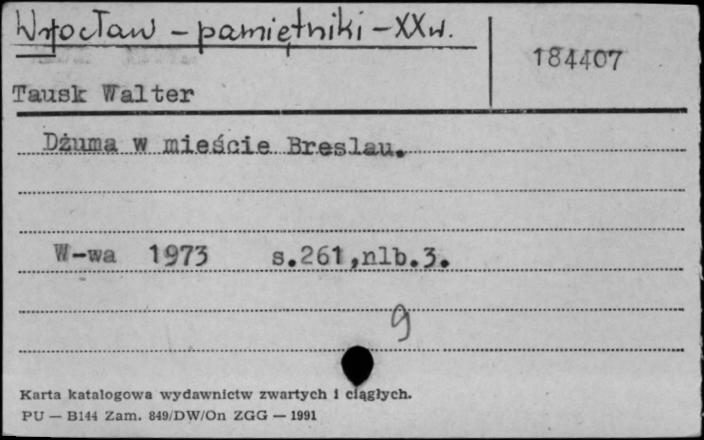 Wrocław - pamiętniki - XX w.
184407
Tausk Walter
Dżuma w mieście Breslau.
W-wa 1973 s.261,nlb.3.
9
Karta katalogowa wydawnictw zwartych i ciągłych.
PU — B144 Zam. 849/DW/On ZGG — 1991